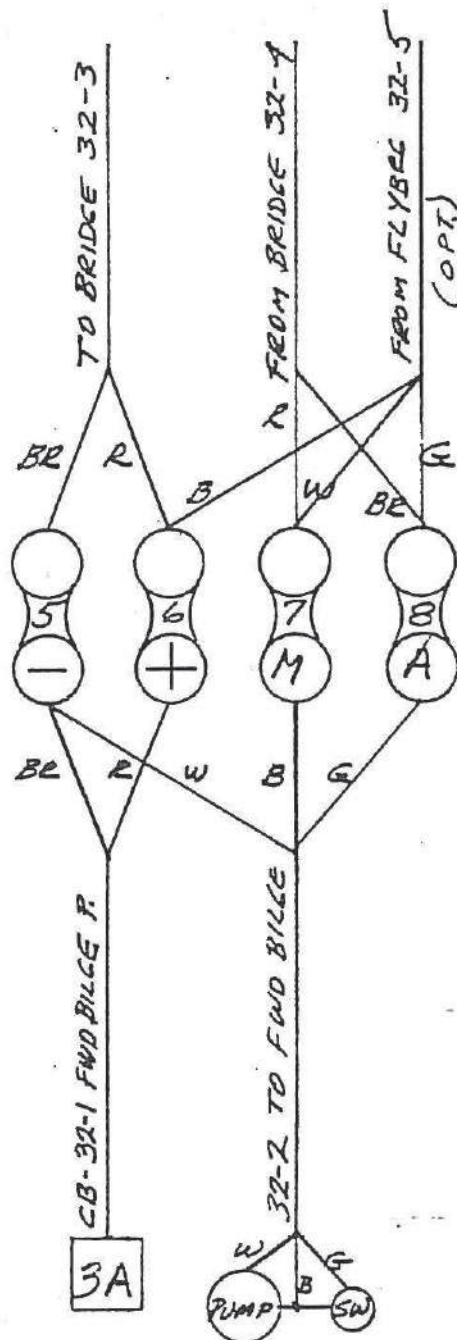 TO BRIDGE 32-3
FROM BRIDGE 32-4
FROM FLYBRG 32-5
(OPT.)
BR
R
B
R
W
BR
G
5
6
7
8
−
+
M
A
BR
R
W
B
G
CB-32-1 FWD BILGE P.
32-2 TO FWD BILGE
3A
W
B
G
PUMP
SW